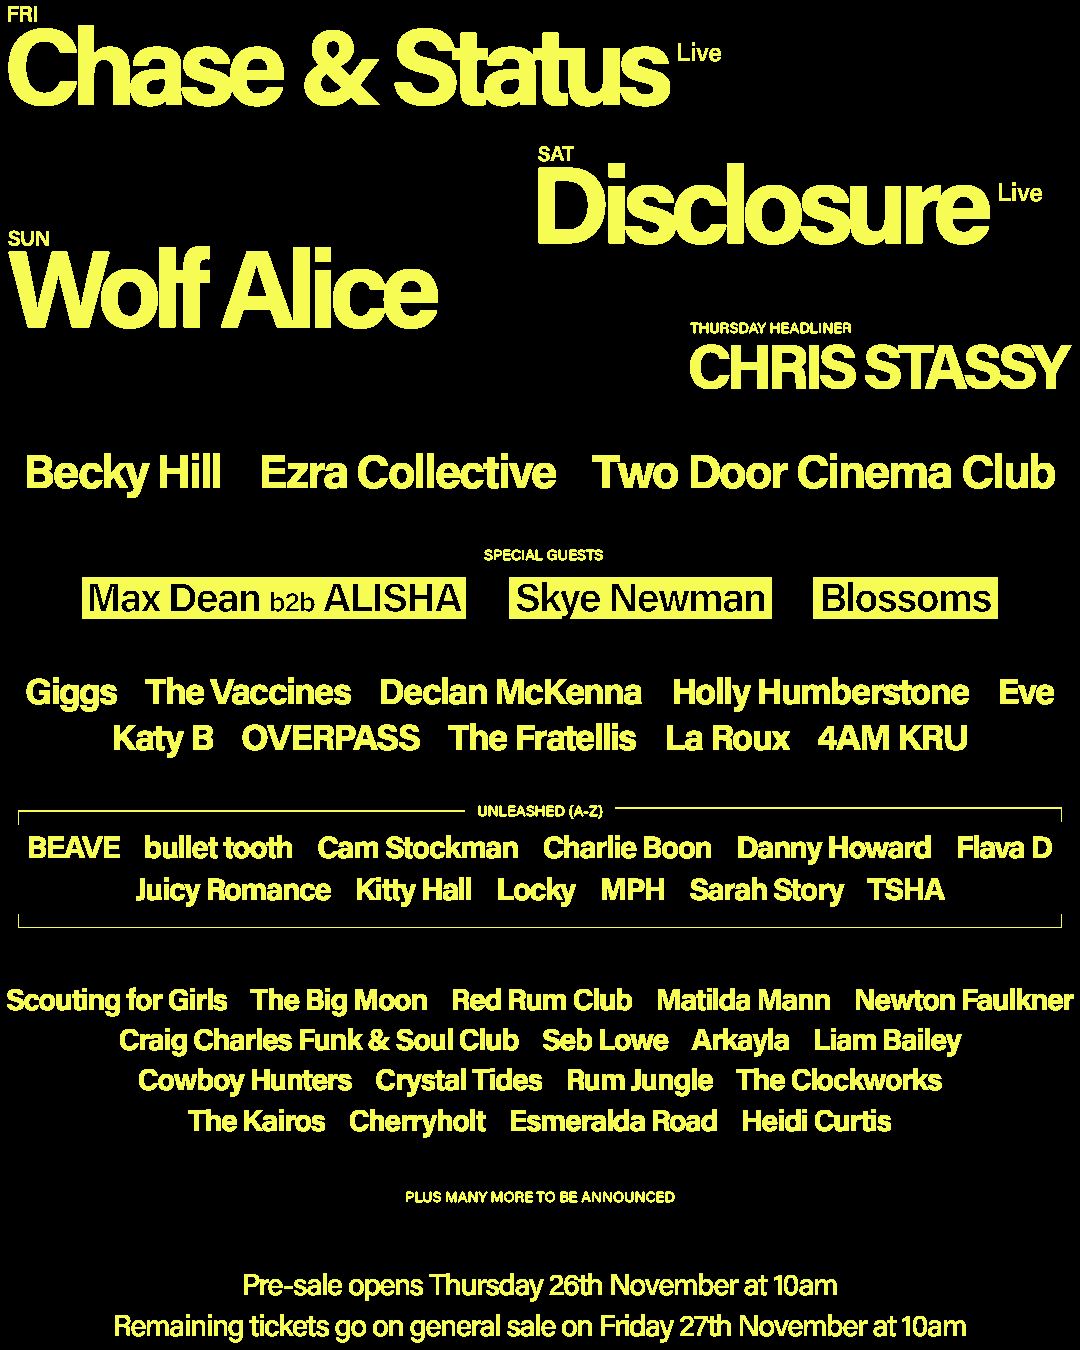 FRI
Chase & Status Live
SAT
Disclosure Live
SUN
Wolf Alice
THURSDAY HEADLINER
CHRIS STASSY
Becky Hill Ezra Collective Two Door Cinema Club
SPECIAL GUESTS
Max Dean b2b ALISHA Skye Newman Blossoms
Giggs The Vaccines Declan McKenna Holly Humberstone Eve
Katy B OVERPASS The Fratellis La Roux 4AM KRU
UNLEASHED (A-Z)
BEAVE bullet tooth Cam Stockman Charlie Boon Danny Howard Flava D
Juicy Romance Kitty Hall Locky MPH Sarah Story TSHA
Scouting for Girls The Big Moon Red Rum Club Matilda Mann Newton Faulkner
Craig Charles Funk & Soul Club Seb Lowe Arkayla Liam Bailey
Cowboy Hunters Crystal Tides Rum Jungle The Clockworks
The Kairos Cherryholt Esmeralda Road Heidi Curtis
PLUS MANY MORE TO BE ANNOUNCED
Pre-sale opens Thursday 26th November at 10am
Remaining tickets go on general sale on Friday 27th November at 10am